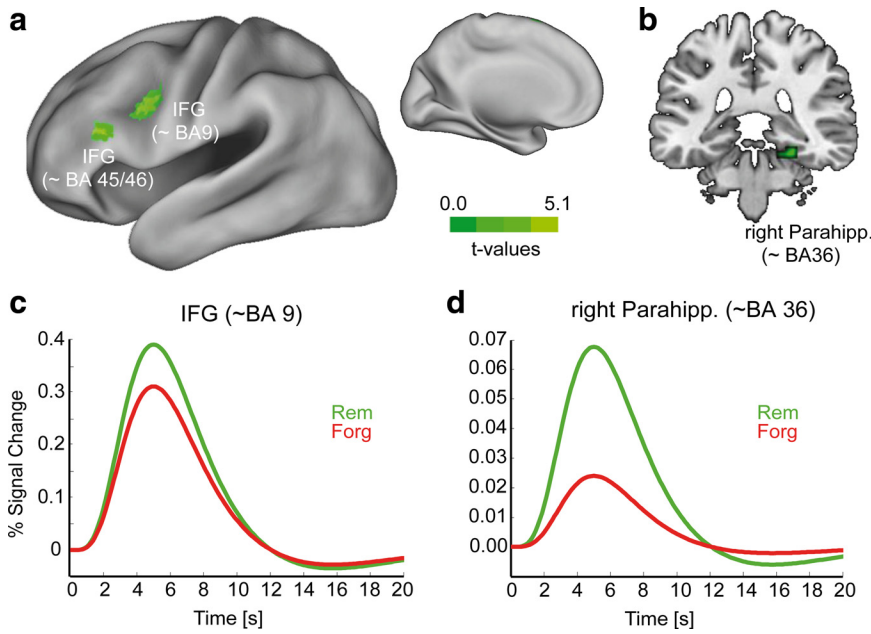 a
IFG
(~ BA9)
IFG
(~ BA 45/46)
0.0 5.1
t-values
b
right Parahipp.
(~ BA36)
c
IFG (~BA 9)
% Signal Change
0.4
0.3
0.2
0.1
0
Rem
Forg
0 2 4 6 8 10 12 14 16 18 20
Time [s]
d
right Parahipp. (~BA 36)
0.07
0.06
0.05
0.04
0.03
0.02
0.01
0.00
Rem
Forg
0 2 4 6 8 10 12 14 16 18 20
Time [s]